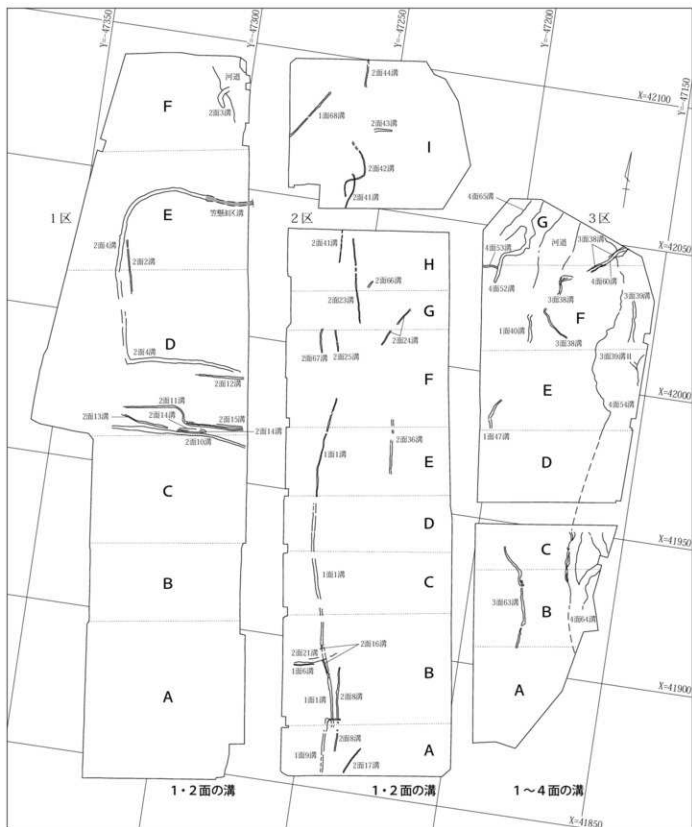 Y=-47350
Y=-47300
Y=-47250
Y=-47200
Y=-47150
X=42100
X=42050
X=42000
X=41950
X=41900
X=41850
1区
F
河道
2面3溝
E
笠懸面区溝
2面4溝
2面2溝
D
2面4溝
2面12溝
2面11溝
2面13溝
2面14溝
2面15溝
2面14溝
2面10溝
C
B
A
1・2面の溝
2区
2面44溝
1面68溝
2面43溝
I
2面42溝
2面41溝
2面41溝
H
2面66溝
2面23溝
G
2面24溝
2面67溝
2面25溝
F
1面1溝
2面36溝
E
D
1面1溝
C
2面16溝
2面21溝
1面6溝
B
1面1溝
2面8溝
2面8溝
A
1面9溝
2面17溝
1・2面の溝
3区
4面65溝
G
河道
3面38溝
4面53溝
4面52溝
4面60溝
3面38溝
3面39溝
F
1面40溝
3面38溝
3面39溝
E
4面54溝
1面47溝
D
C
3面63溝
B
4面64溝
A
1～4面の溝